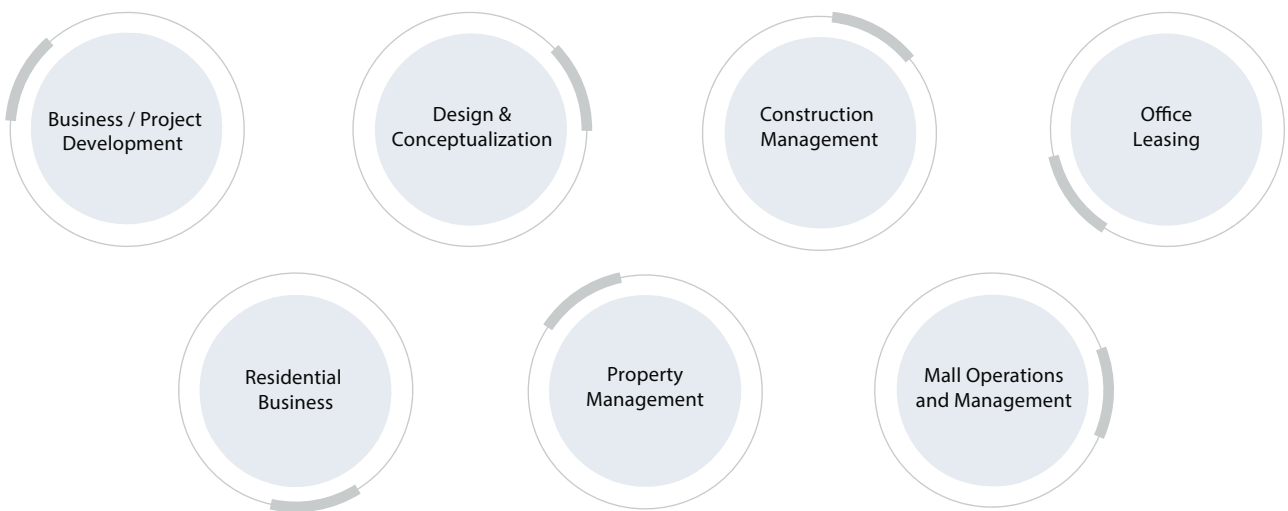 Business / Project
Development
Design &
Conceptualization
Construction
Management
Office
Leasing
Residential
Business
Property
Management
Mall Operations
and Management